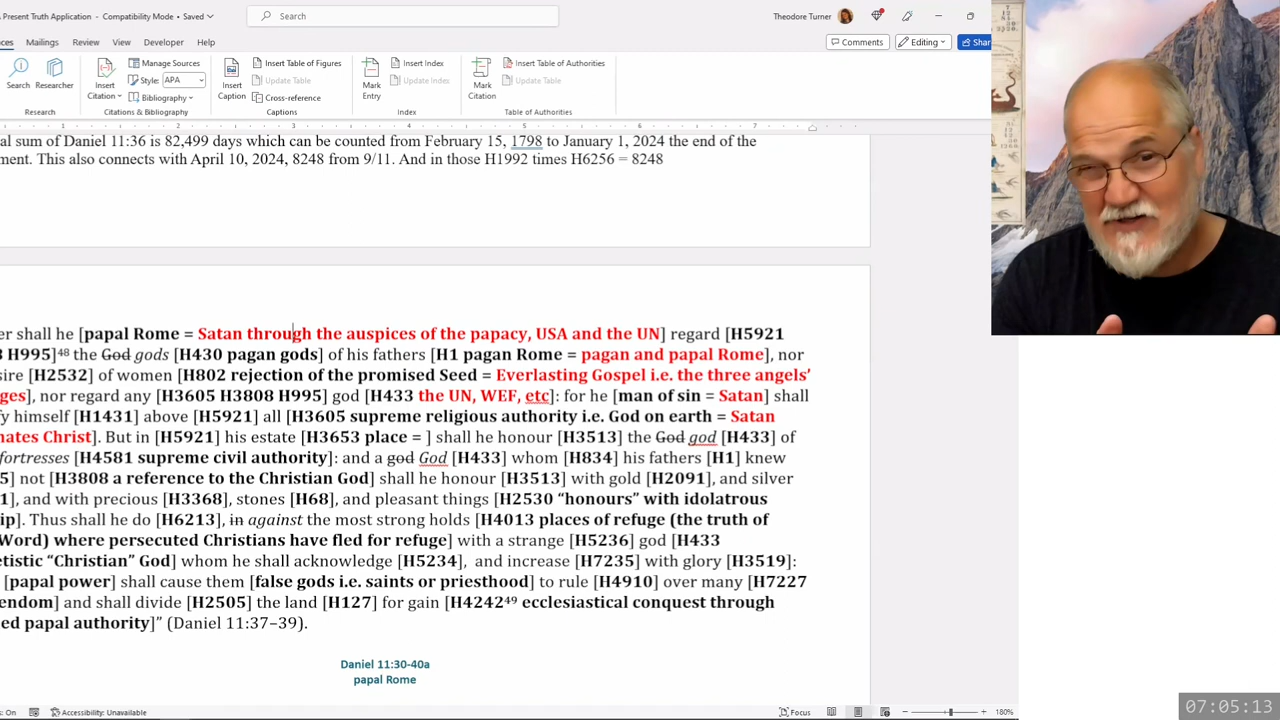 Present Truth Application - Compatibility Mode • Saved
Search
Theodore Turner
Mailings Review View Developer Help
Comments
Editing
Search
Researcher
Insert Citation
Manage Sources
Style: APA
Bibliography
Insert Caption
Insert Table of Figures
Update Table
Cross-reference
Mark Entry
Insert Index
Update Index
Mark Citation
Insert Table of Authorities
Update Table
Research
Citations & Bibliography
Captions
Index
Table of Authorities
1 2 3 4 5 6 7
al sum of Daniel 11:36 is 82,499 days which can be counted from February 15, 1798 to January 1, 2024 the end of the
ment. This also connects with April 10, 2024, 8248 from 9/11. And in those H1992 times H6256 = 8248
er shall he [papal Rome = Satan through the auspices of the papacy, USA and the UN] regard [H5921
8 H995]48 the God gods [H430 pagan gods] of his fathers [H1 pagan Rome = pagan and papal Rome], nor
sire [H2532] of women [H802 rejection of the promised Seed = Everlasting Gospel i.e. the three angels'
ges], nor regard any [H3605 H3808 H995] god [H433 the UN, WEF, etc]: for he [man of sin = Satan] shall
fy himself [H1431] above [H5921] all [H3605 supreme religious authority i.e. God on earth = Satan
nates Christ]. But in [H5921] his estate [H3653 place = ] shall he honour [H3513] the God god [H433] of
fortresses [H4581 supreme civil authority]: and a god God [H433] whom [H834] his fathers [H1] knew
5] not [H3808 a reference to the Christian God] shall he honour [H3513] with gold [H2091], and silver
1], and with precious [H3368], stones [H68], and pleasant things [H2530 “honours” with idolatrous
ip]. Thus shall he do [H6213], in against the most strong holds [H4013 places of refuge (the truth of
Word) where persecuted Christians have fled for refuge] with a strange [H5236] god [H433
etistic “Christian” God] whom he shall acknowledge [H5234], and increase [H7235] with glory [H3519]:
[papal power] shall cause them [false gods i.e. saints or priesthood] to rule [H4910] over many [H7227
endom] and shall divide [H2505] the land [H127] for gain [H424249 ecclesiastical conquest through
ed papal authority]” (Daniel 11:37–39).
Daniel 11:30-40a
papal Rome
s: On
Accessibility: Unavailable
Focus
180%
07:05:13